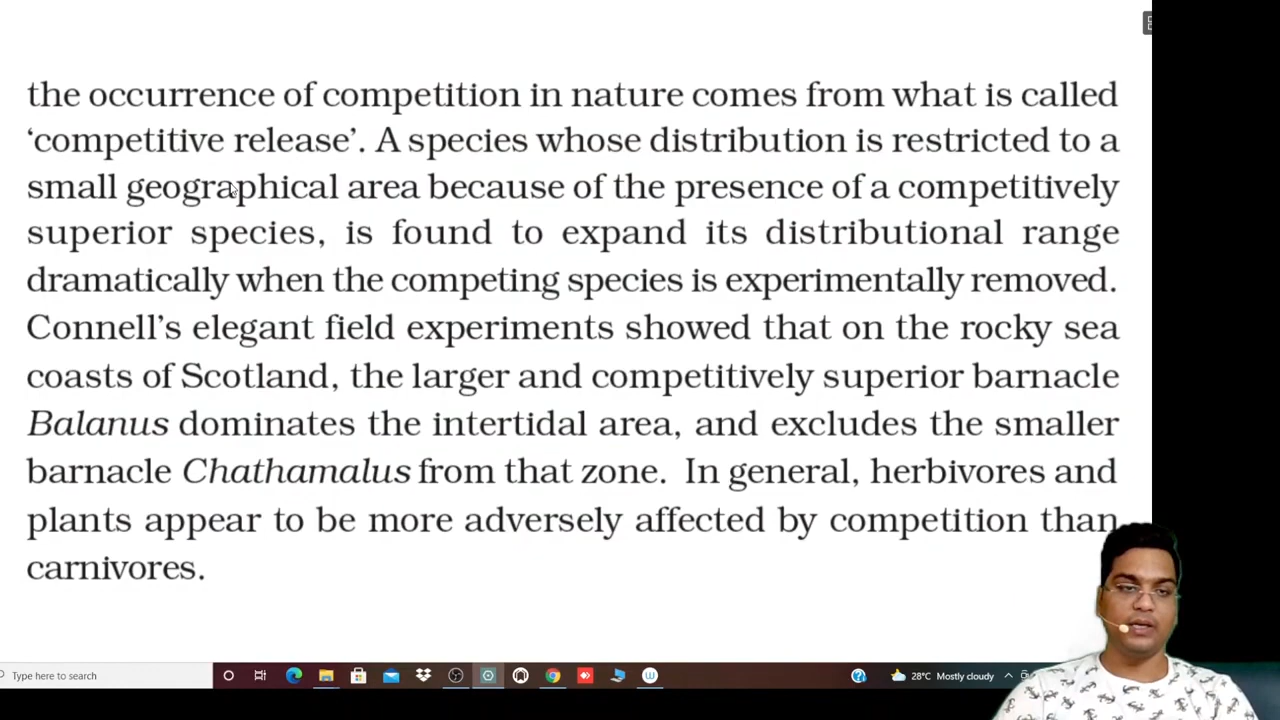 the occurrence of competition in nature comes from what is called
‘competitive release’. A species whose distribution is restricted to a
small geographical area because of the presence of a competitively
superior species, is found to expand its distributional range
dramatically when the competing species is experimentally removed.
Connell’s elegant field experiments showed that on the rocky sea
coasts of Scotland, the larger and competitively superior barnacle
Balanus dominates the intertidal area, and excludes the smaller
barnacle Chathamalus from that zone. In general, herbivores and
plants appear to be more adversely affected by competition than
carnivores.
Type here to search
28°C Mostly cloudy